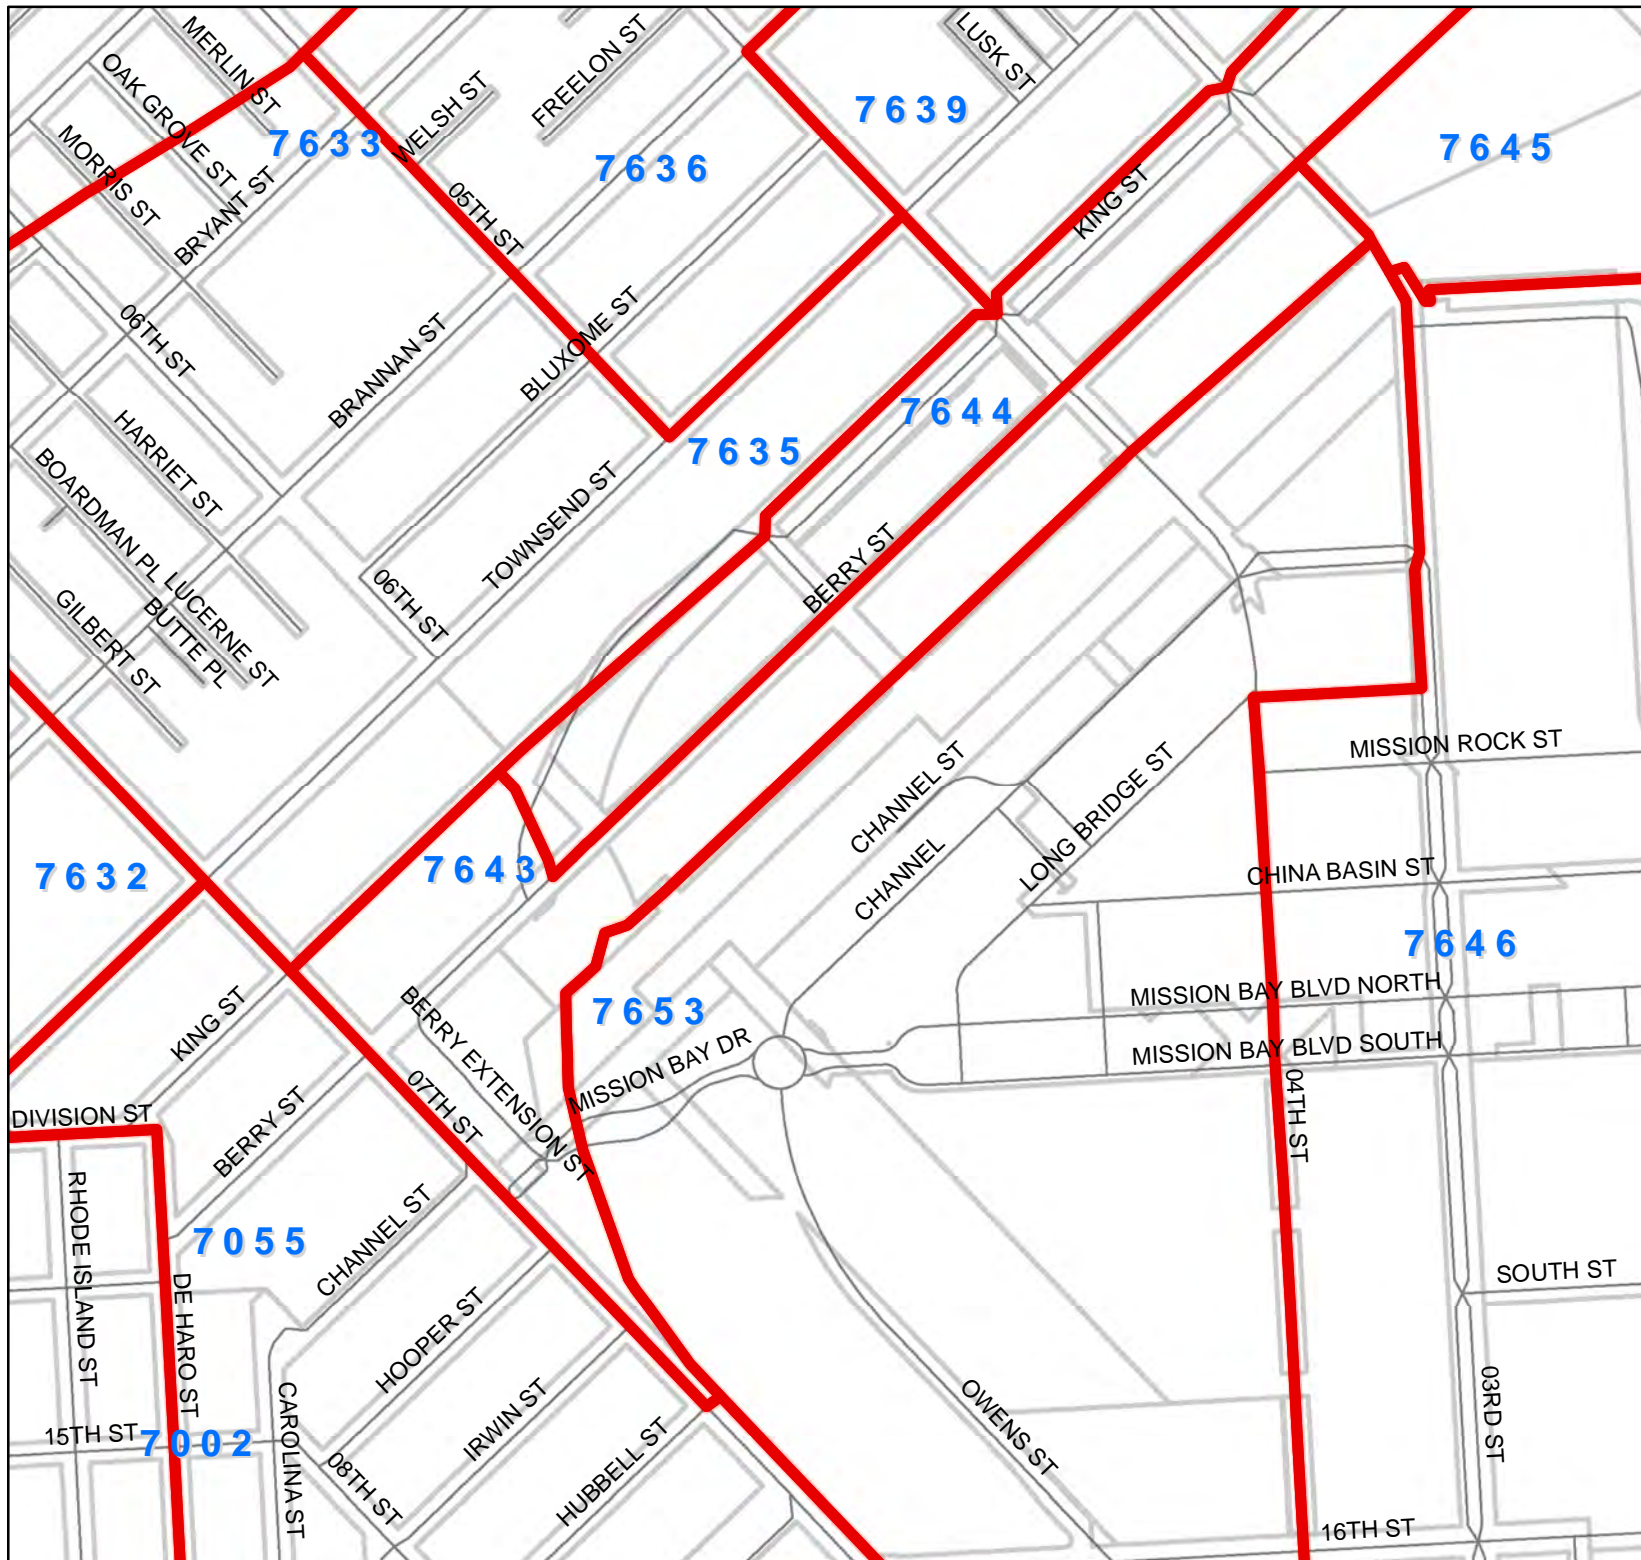 MERLIN ST
OAK GROVE ST
MORRIS ST
7633
WELSH ST
FREELON ST
LUSK ST
7639
7636
7645
BRYANT ST
05TH ST
KING ST
06TH ST
BRANNAN ST
BLUXOME ST
HARRIET ST
7644
7635
BOARDMAN PL
LUCERNE ST
BUTTE PL
GILBERT ST
06TH ST
TOWNSEND ST
BERRY ST
MISSION ROCK ST
CHANNEL ST
LONG BRIDGE ST
CHANNEL
CHINA BASIN ST
7632
7643
7646
7653
MISSION BAY BLVD NORTH
MISSION BAY BLVD SOUTH
KING ST
BERRY EXTENSION ST
MISSION BAY DR
DIVISION ST
BERRY ST
07TH ST
04TH ST
RHODE ISLAND ST
7055
CHANNEL ST
DE HARO ST
SOUTH ST
HOOPER ST
CAROLINA ST
IRWIN ST
OWENS ST
03RD ST
15TH ST
7002
08TH ST
HUBBELL ST
16TH ST